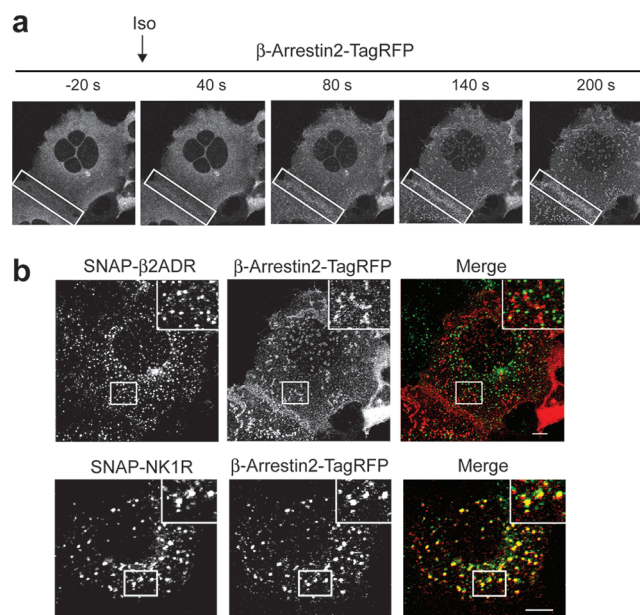 a
Iso
β-Arrestin2-TagRFP
-20 s 40 s 80 s 140 s 200 s
b
SNAP-β2ADR β-Arrestin2-TagRFP Merge
SNAP-NK1R β-Arrestin2-TagRFP Merge